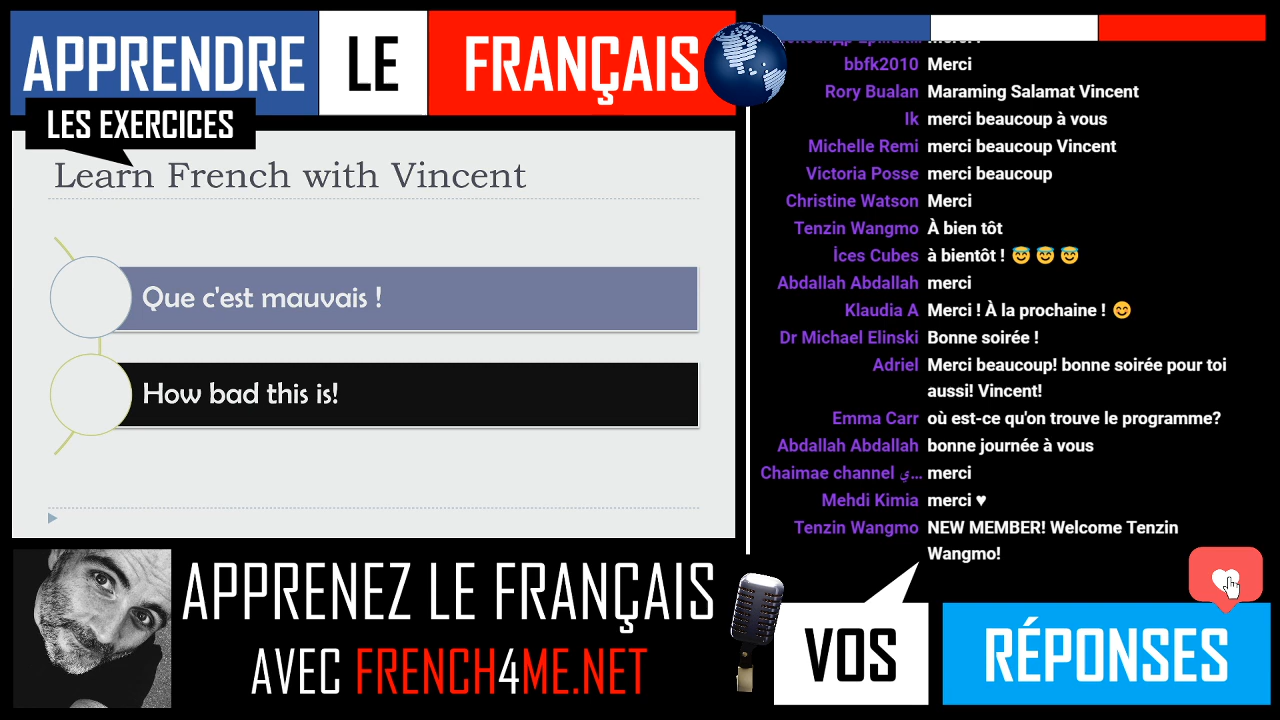 APPRENDRE LE FRANÇAIS
LES EXERCICES
Learn French with Vincent
Que c'est mauvais !
How bad this is!
APPRENEZ LE FRANÇAIS
AVEC FRENCH4ME.NET
bbfk2010 Merci
Rory Bualan Maraming Salamat Vincent
Ik merci beaucoup à vous
Michelle Remi merci beaucoup Vincent
Victoria Posse merci beaucoup
Christine Watson Merci
Tenzin Wangmo À bien tôt
İces Cubes à bientôt ! 😇 😇 😇
Abdallah Abdallah merci
Klaudia A Merci ! À la prochaine ! 😊
Dr Michael Elinski Bonne soirée !
Adriel Merci beaucoup! bonne soirée pour toi
aussi! Vincent!
Emma Carr où est-ce qu'on trouve le programme?
Abdallah Abdallah bonne journée à vous
Chaimae channel ي... merci
Mehdi Kimia merci ♥
Tenzin Wangmo NEW MEMBER! Welcome Tenzin
Wangmo!
VOS RÉPONSES